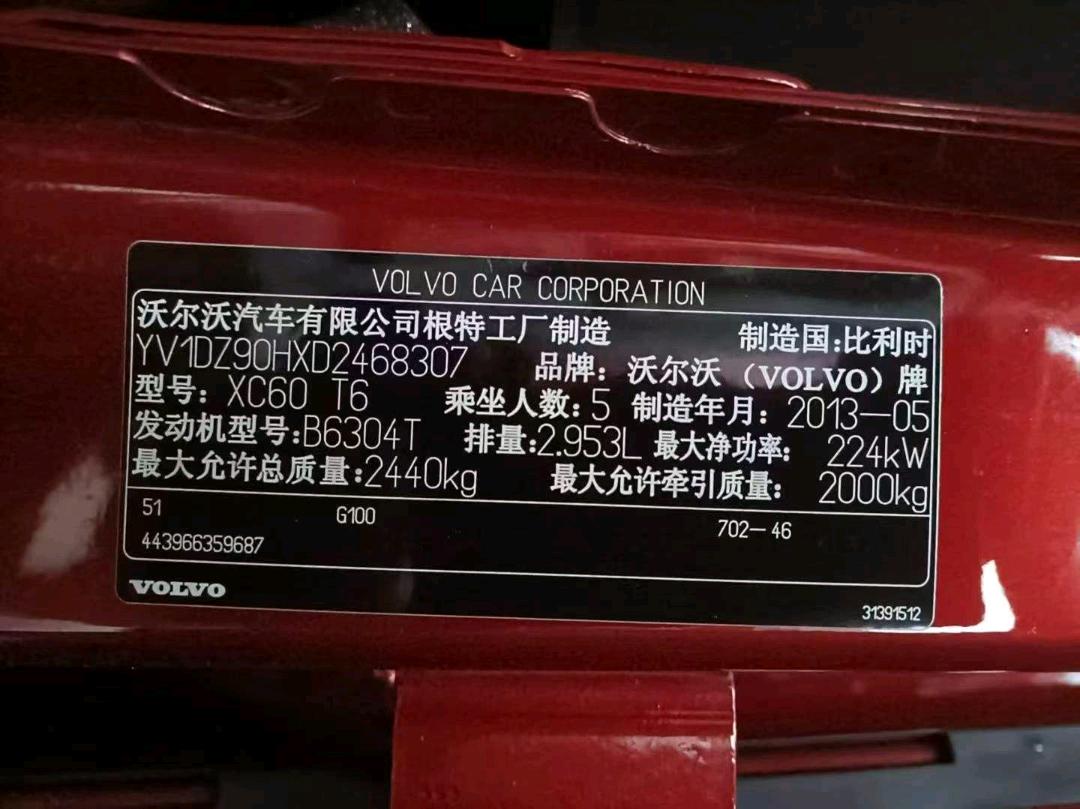 VOLVO CAR CORPORATION
沃尔沃汽车有限公司根特工厂制造 制造国:比利时
YV1DZ90HXD2468307 品牌: 沃尔沃（VOLVO）牌
型号: XC60 T6 乘坐人数: 5 制造年月: 2013-05
发动机型号:B6304T 排量:2.953L 最大净功率: 224kW
最大允许总质量:2440kg 最大允许牵引质量: 2000kg
51 G100 702-46
443966359687
VOLVO 31391512